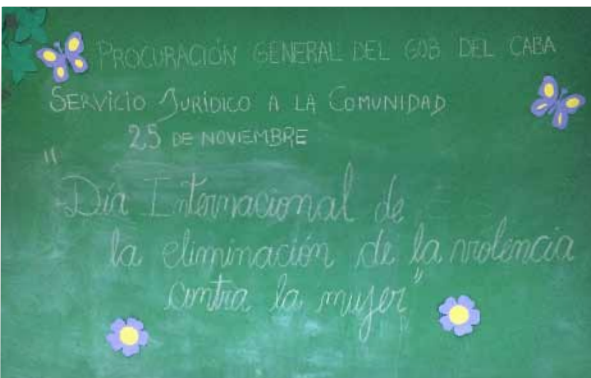 PROCURACIÓN GENERAL DEL GOB DEL CABA
SERVICIO JURÍDICO A LA COMUNIDAD
25 DE NOVIEMBRE
"Día Internacional de
la eliminación de la violencia
contra la mujer"